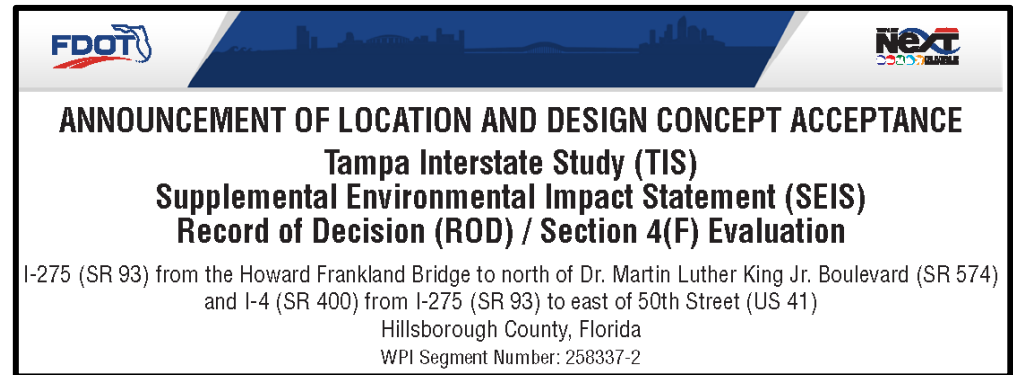 FDOT
NEXT
ANNOUNCEMENT OF LOCATION AND DESIGN CONCEPT ACCEPTANCE
Tampa Interstate Study (TIS)
Supplemental Environmental Impact Statement (SEIS)
Record of Decision (ROD) / Section 4(F) Evaluation
I-275 (SR 93) from the Howard Frankland Bridge to north of Dr. Martin Luther King Jr. Boulevard (SR 574)
and I-4 (SR 400) from I-275 (SR 93) to east of 50th Street (US 41)
Hillsborough County, Florida
WPI Segment Number: 258337-2